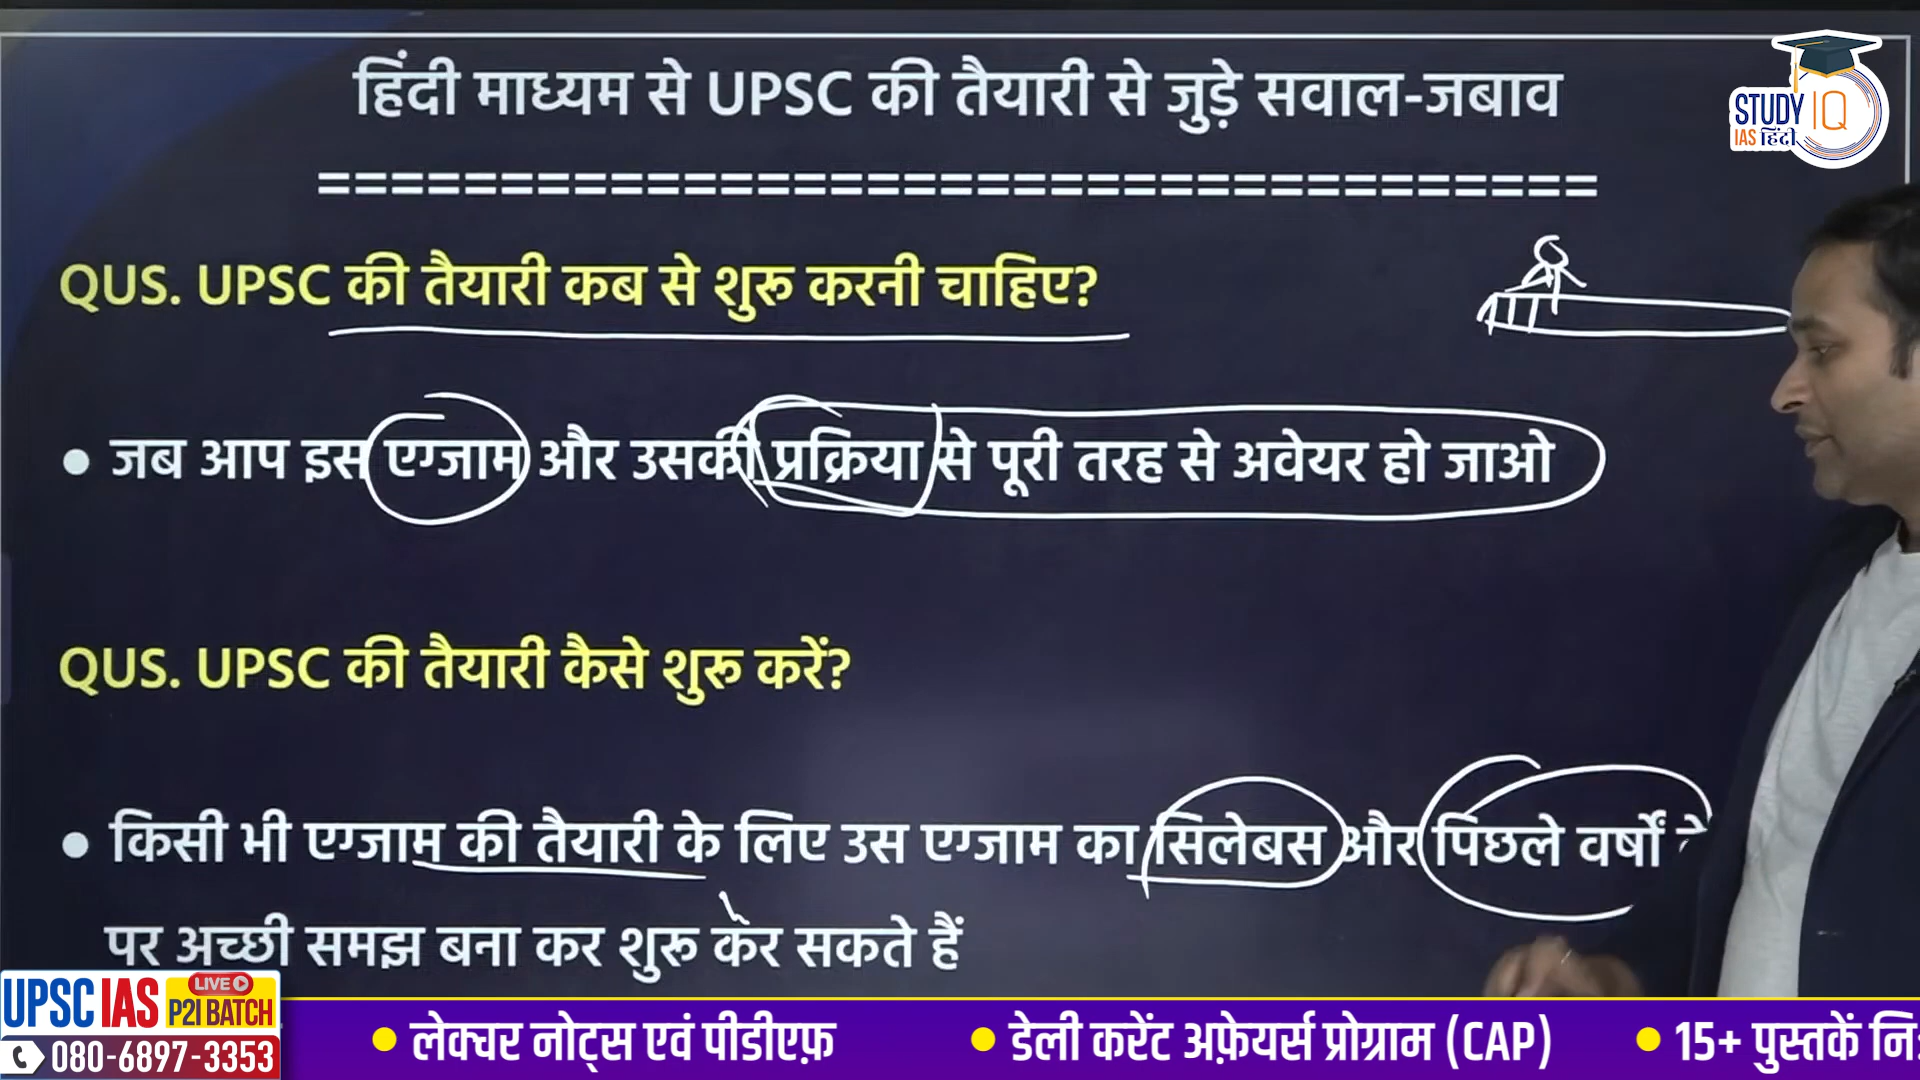 हिंदी माध्यम से UPSC की तैयारी से जुड़े सवाल-जबाव
===================================
STUDY IQ
IAS हिंदी
QUS. UPSC की तैयारी कब से शुरू करनी चाहिए?
• जब आप इस एग्जाम और उसकी प्रक्रिया से पूरी तरह से अवेयर हो जाओ
QUS. UPSC की तैयारी कैसे शुरू करें?
• किसी भी एग्जाम की तैयारी के लिए उस एग्जाम का सिलेबस और पिछले वर्षों
पर अच्छी समझ बना कर शुरू कर सकते हैं
UPSC IAS LIVE P2I BATCH
080-6897-3353
• लेक्चर नोट्स एवं पीडीएफ़ • डेली करेंट अफ़ेयर्स प्रोग्राम (CAP) • 15+ पुस्तकें